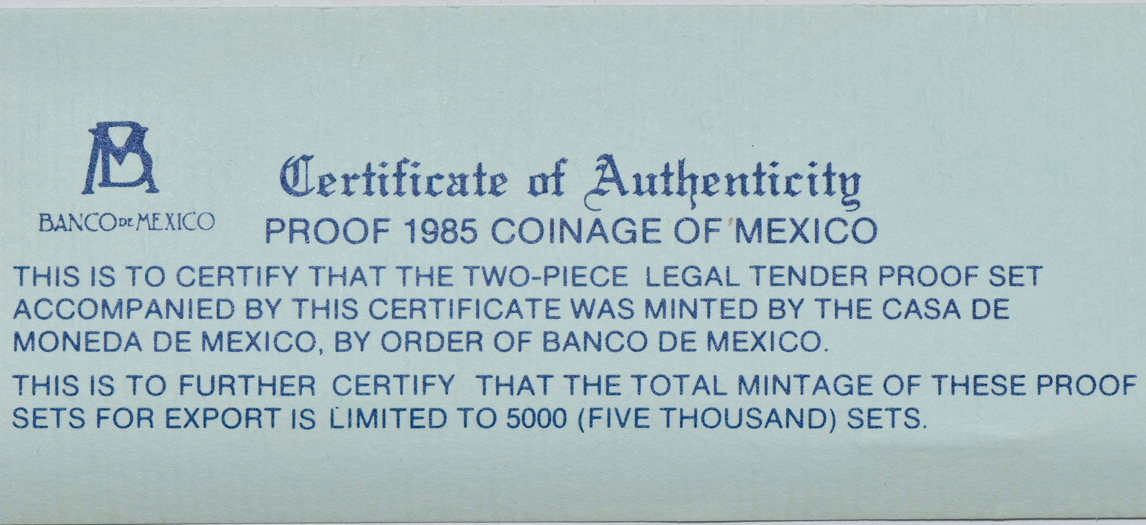 BM
BANCO DE MEXICO
Certificate of Authenticity
PROOF 1985 COINAGE OF MEXICO
THIS IS TO CERTIFY THAT THE TWO-PIECE LEGAL TENDER PROOF SET
ACCOMPANIED BY THIS CERTIFICATE WAS MINTED BY THE CASA DE
MONEDA DE MEXICO, BY ORDER OF BANCO DE MEXICO.
THIS IS TO FURTHER CERTIFY THAT THE TOTAL MINTAGE OF THESE PROOF
SETS FOR EXPORT IS LIMITED TO 5000 (FIVE THOUSAND) SETS.